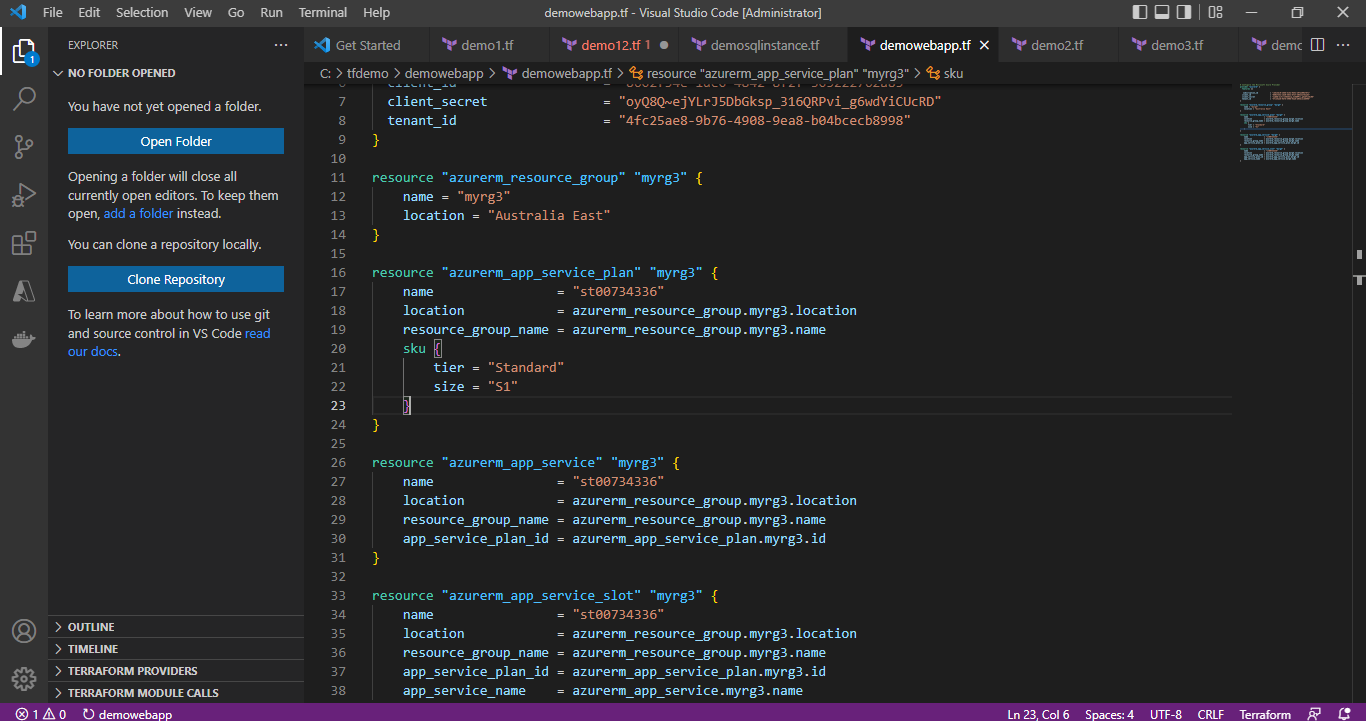 File Edit Selection View Go Run Terminal Help demowebapp.tf - Visual Studio Code [Administrator]
EXPLORER
Get Started demo1.tf demo12.tf 1 demosqlinstance.tf demowebapp.tf demo2.tf demo3.tf demo
NO FOLDER OPENED
C: > tfdemo > demowebapp > demowebapp.tf > resource "azurerm_app_service_plan" "myrg3" > sku
You have not yet opened a folder.
Open Folder
Opening a folder will close all
currently open editors. To keep them
open, add a folder instead.
You can clone a repository locally.
Clone Repository
To learn more about how to use git
and source control in VS Code read
our docs.
OUTLINE
TIMELINE
TERRAFORM PROVIDERS
TERRAFORM MODULE CALLS
1
7 client_secret = "oyQ8Q~ejYLrJ5DbGksp_316QRPvi_g6wdYiCUcRD"
8 tenant_id = "4fc25ae8-9b76-4908-9ea8-b04bcecb8998"
9 }
10
11 resource "azurerm_resource_group" "myrg3" {
12 name = "myrg3"
13 location = "Australia East"
14 }
15
16 resource "azurerm_app_service_plan" "myrg3" {
17 name = "st00734336"
18 location = azurerm_resource_group.myrg3.location
19 resource_group_name = azurerm_resource_group.myrg3.name
20 sku {
21 tier = "Standard"
22 size = "S1"
23 }
24 }
25
26 resource "azurerm_app_service" "myrg3" {
27 name = "st00734336"
28 location = azurerm_resource_group.myrg3.location
29 resource_group_name = azurerm_resource_group.myrg3.name
30 app_service_plan_id = azurerm_app_service_plan.myrg3.id
31 }
32
33 resource "azurerm_app_service_slot" "myrg3" {
34 name = "st00734336"
35 location = azurerm_resource_group.myrg3.location
36 resource_group_name = azurerm_resource_group.myrg3.name
37 app_service_plan_id = azurerm_app_service_plan.myrg3.id
38 app_service_name = azurerm_app_service.myrg3.name
1 0 demowebapp Ln 23, Col 6 Spaces: 4 UTF-8 CRLF Terraform